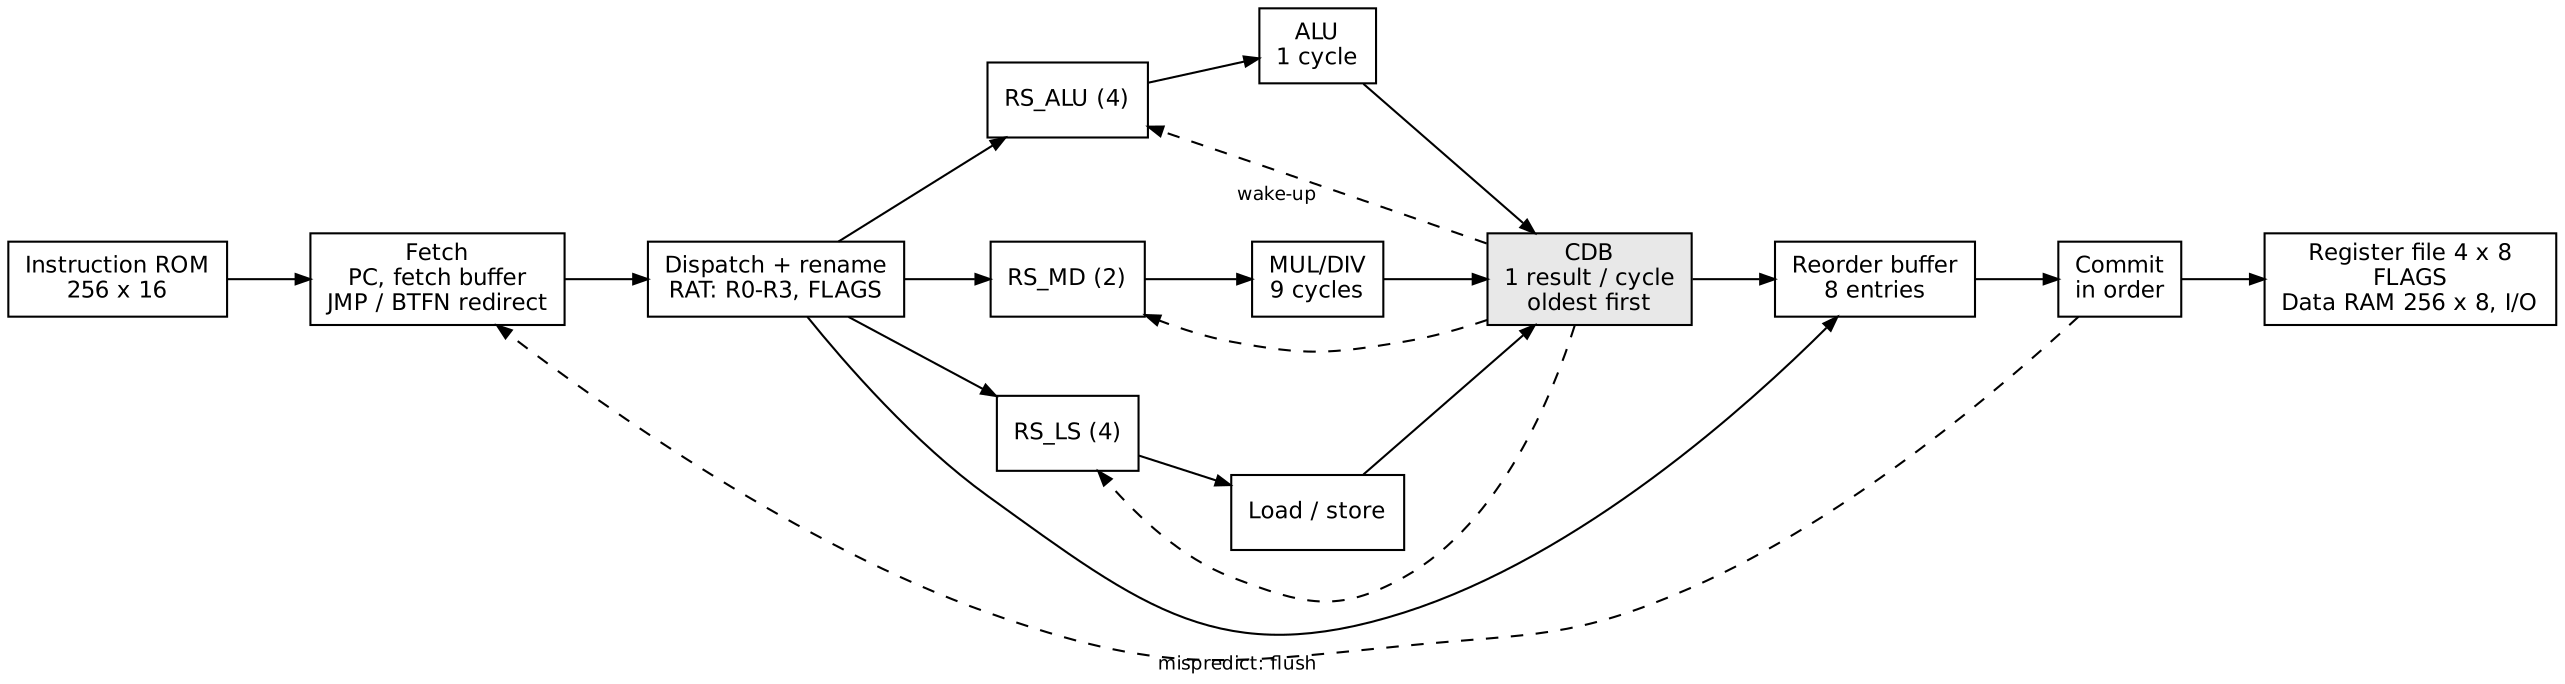 Instruction ROM
256 x 16
Fetch
PC, fetch buffer
JMP / BTFN redirect
Dispatch + rename
RAT: R0-R3, FLAGS
RS_ALU (4)
RS_MD (2)
RS_LS (4)
ALU
1 cycle
wake-up
MUL/DIV
9 cycles
Load / store
CDB
1 result / cycle
oldest first
Reorder buffer
8 entries
Commit
in order
Register file 4 x 8
FLAGS
Data RAM 256 x 8, I/O
mispredict: flush